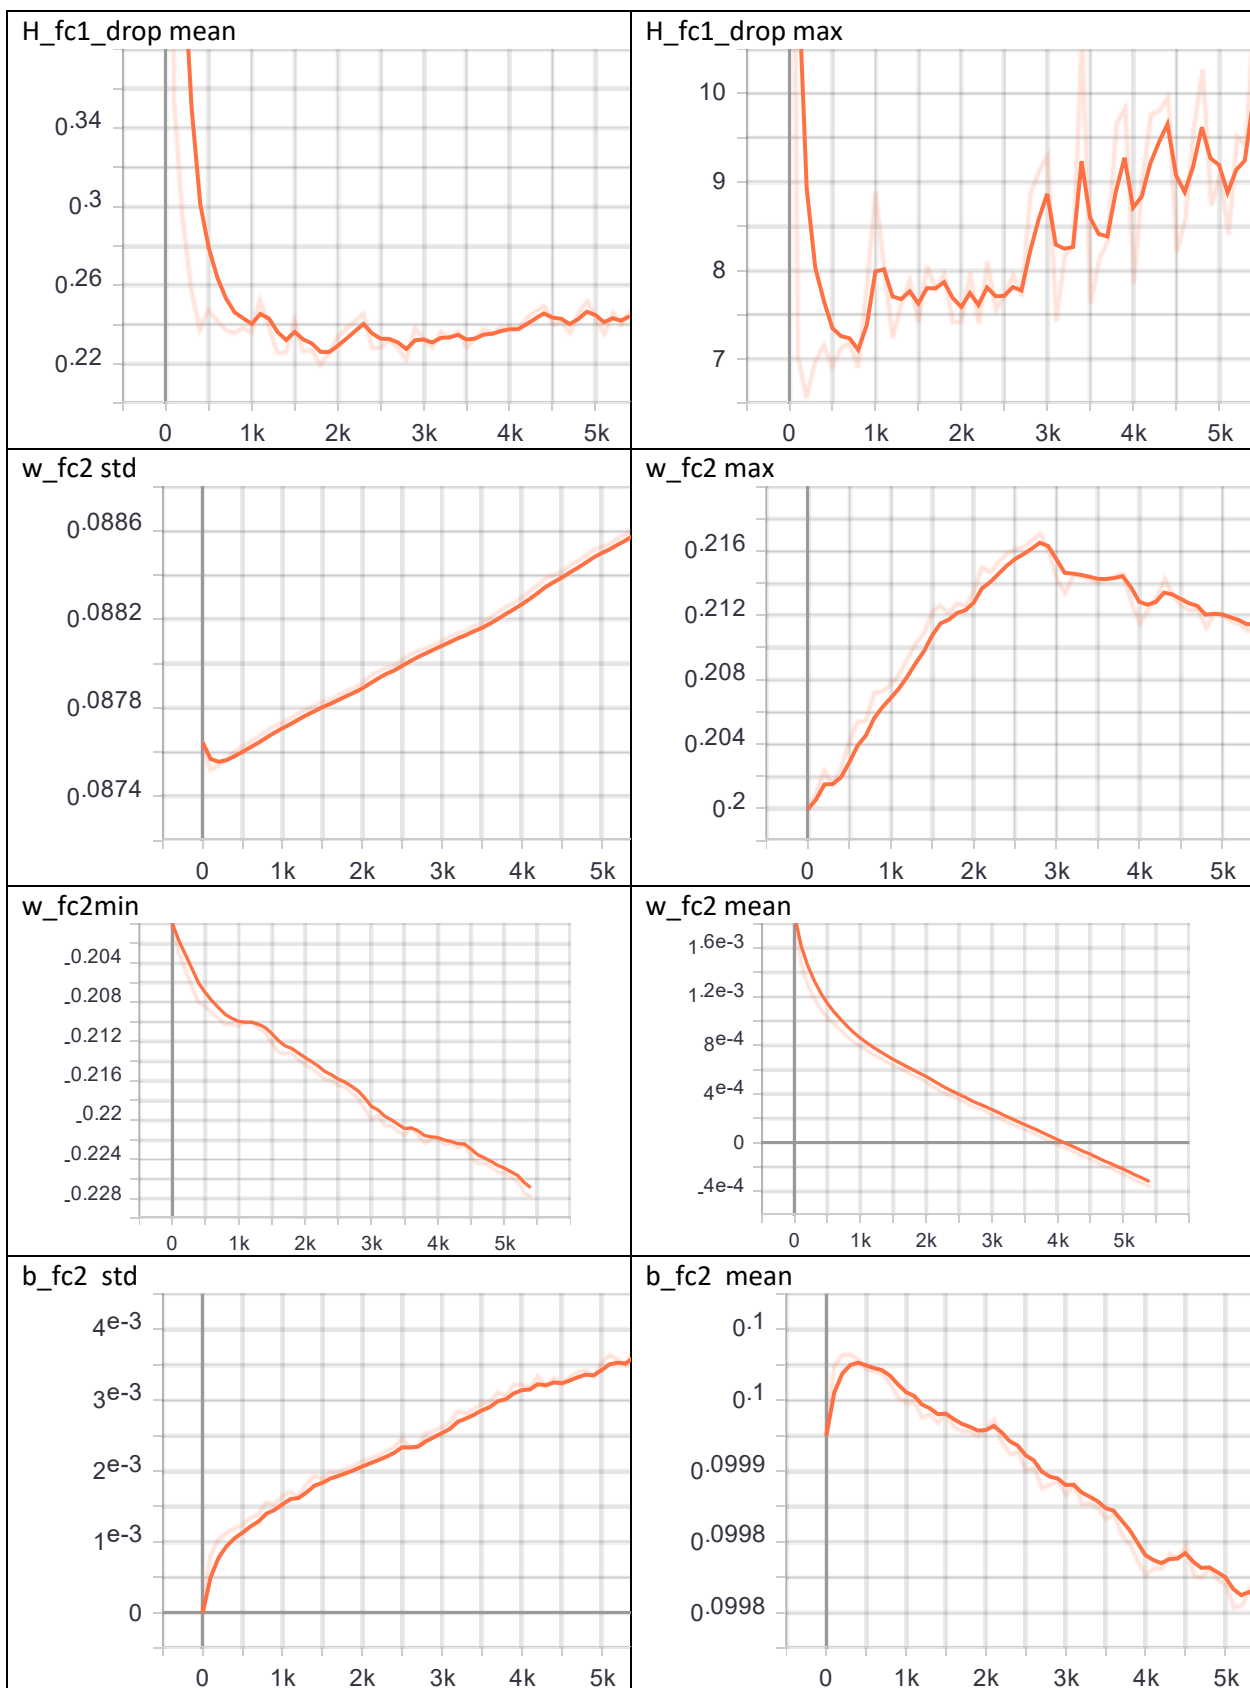 H_fc1_drop mean
0.34
0.3
0.26
0.22
0 1k 2k 3k 4k 5k
H_fc1_drop max
10
9
8
7
0 1k 2k 3k 4k 5k
w_fc2 std
0.0886
0.0882
0.0878
0.0874
0 1k 2k 3k 4k 5k
w_fc2 max
0.216
0.212
0.208
0.204
0.2
0 1k 2k 3k 4k 5k
w_fc2min
-0.204
-0.208
-0.212
-0.216
-0.22
-0.224
-0.228
0 1k 2k 3k 4k 5k
w_fc2 mean
1.6e-3
1.2e-3
8e-4
4e-4
0
-4e-4
0 1k 2k 3k 4k 5k
b_fc2 std
4e-3
3e-3
2e-3
1e-3
0
0 1k 2k 3k 4k 5k
b_fc2 mean
0.1
0.1
0.0999
0.0998
0.0998
0 1k 2k 3k 4k 5k